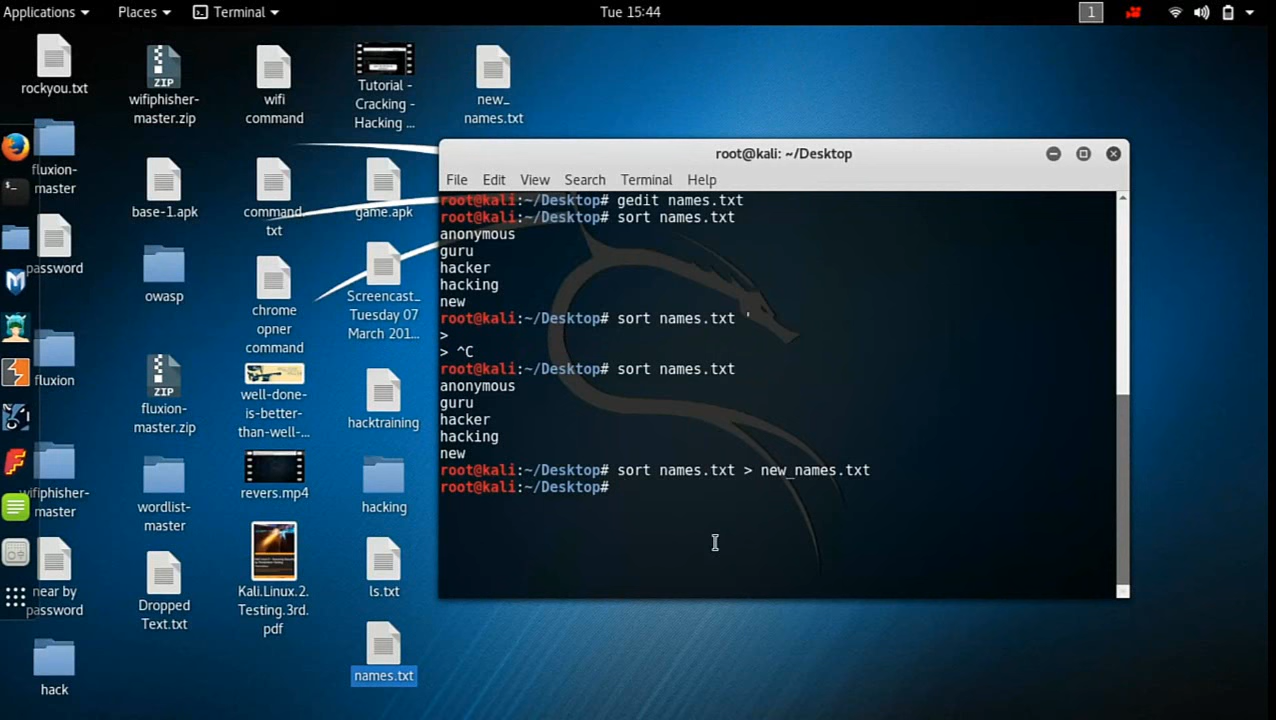 Applications
Places
Terminal
Tue 15:44
1
rockyou.txt
fluxion-
master
password
fluxion
wifiphisher-
master
near by
password
hack
ZIP
wifiphisher-
master.zip
base-1.apk
owasp
ZIP
fluxion-
master.zip
wordlist-
master
Dropped
Text.txt
wifi
command
command.
txt
chrome
opner
command
well-done-
is-better-
than-well-...
revers.mp4
Kali.Linux.2.
Testing.3rd.
pdf
Tutorial -
Cracking -
Hacking ...
game.apk
Screencast_
Tuesday 07
March 201...
hacktraining
hacking
ls.txt
names.txt
new_
names.txt
root@kali: ~/Desktop
File Edit View Search Terminal Help
root@kali:~/Desktop# gedit names.txt
root@kali:~/Desktop# sort names.txt
anonymous
guru
hacker
hacking
new
root@kali:~/Desktop# sort names.txt '
>
> ^C
root@kali:~/Desktop# sort names.txt
anonymous
guru
hacker
hacking
new
root@kali:~/Desktop# sort names.txt > new_names.txt
root@kali:~/Desktop#